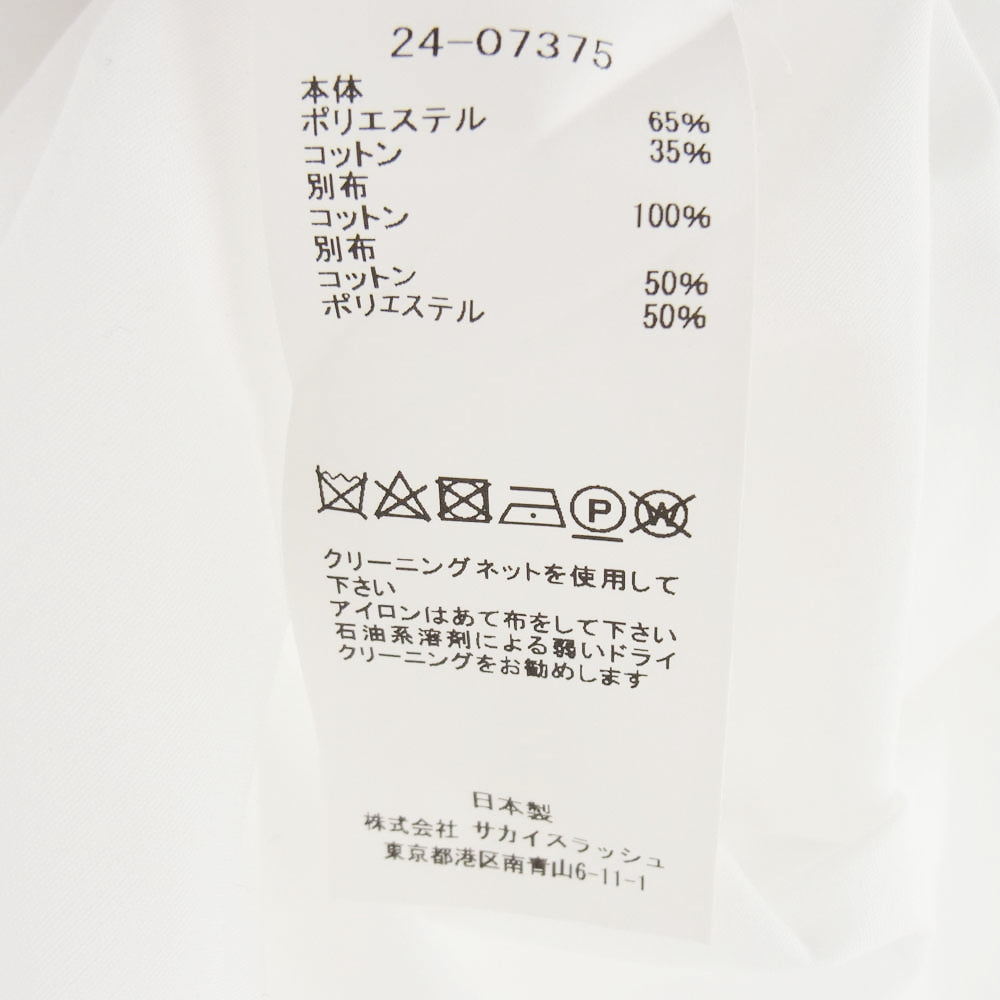 24-07375
本体
ポリエステル 65%
コットン 35%
別布
コットン 100%
別布
コットン 50%
ポリエステル 50%
P W
クリーニングネットを使用して
下さい
アイロンはあて布をして下さい
石油系溶剤による弱いドライ
クリーニングをお勧めします
日本製
株式会社 サカイスラッシュ
東京都港区南青山6-11-1